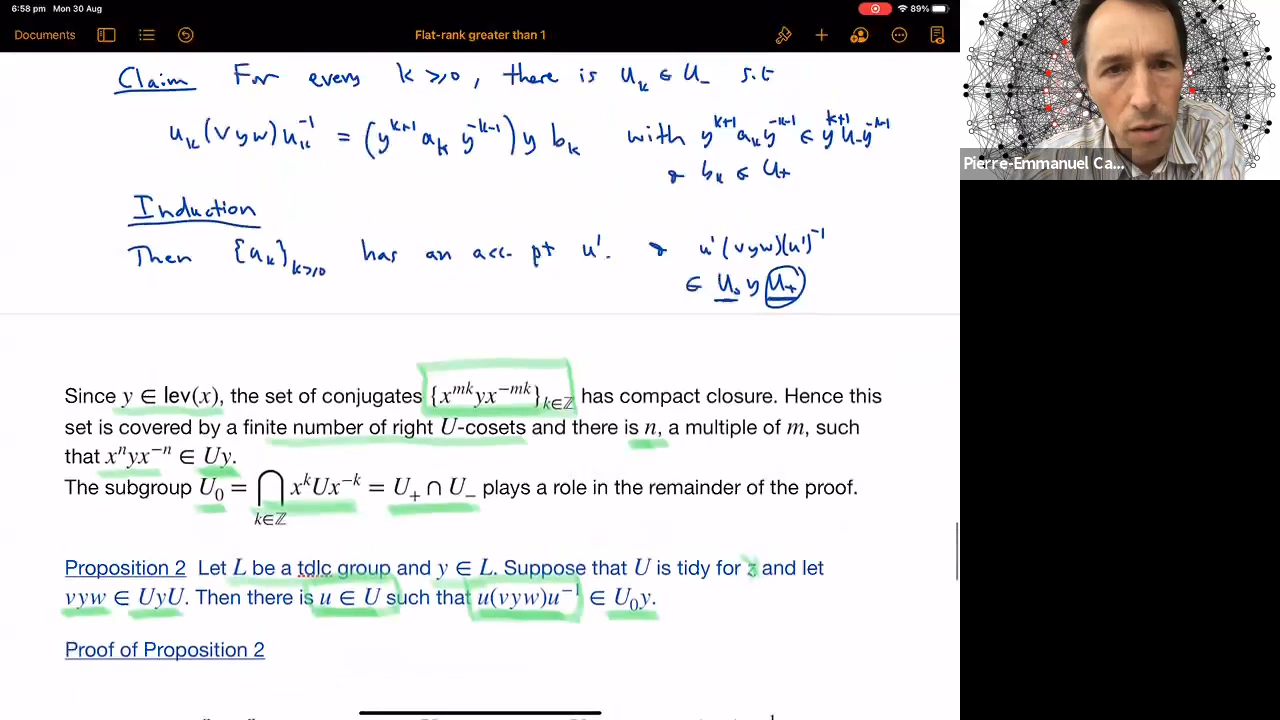 6:58 pm Mon 30 Aug
89%
Documents
Flat-rank greater than 1
Claim For every k ⩾ 0, there is u_k ∈ U_- s.t
u_k(vyw)u_k^{-1} = (y^{k+1} a_k y^{-k-1}) y b_k with y^{k+1} a_k y^{-k-1} ∈ y^{k+1} U_- y^{-k-1}
& b_k ∈ U_+
Pierre-Emmanuel Ca...
Induction
Then {a_k}_{k⩾0} has an acc. pt u'. & u'(vyw)(u')^{-1}
∈ U_0 y U_+
Since y ∈ lev(x), the set of conjugates {x^{mk}yx^{-mk}}_{k∈ℤ} has compact closure. Hence this
set is covered by a finite number of right U-cosets and there is n, a multiple of m, such
that x^n y x^{-n} ∈ Uy.
The subgroup U_0 = ⋂_{k∈ℤ} x^k U x^{-k} = U_+ ∩ U_- plays a role in the remainder of the proof.
Proposition 2 Let L be a tdlc group and y ∈ L. Suppose that U is tidy for z and let
vyw ∈ UyU. Then there is u ∈ U such that u(vyw)u^{-1} ∈ U_0y.
Proof of Proposition 2